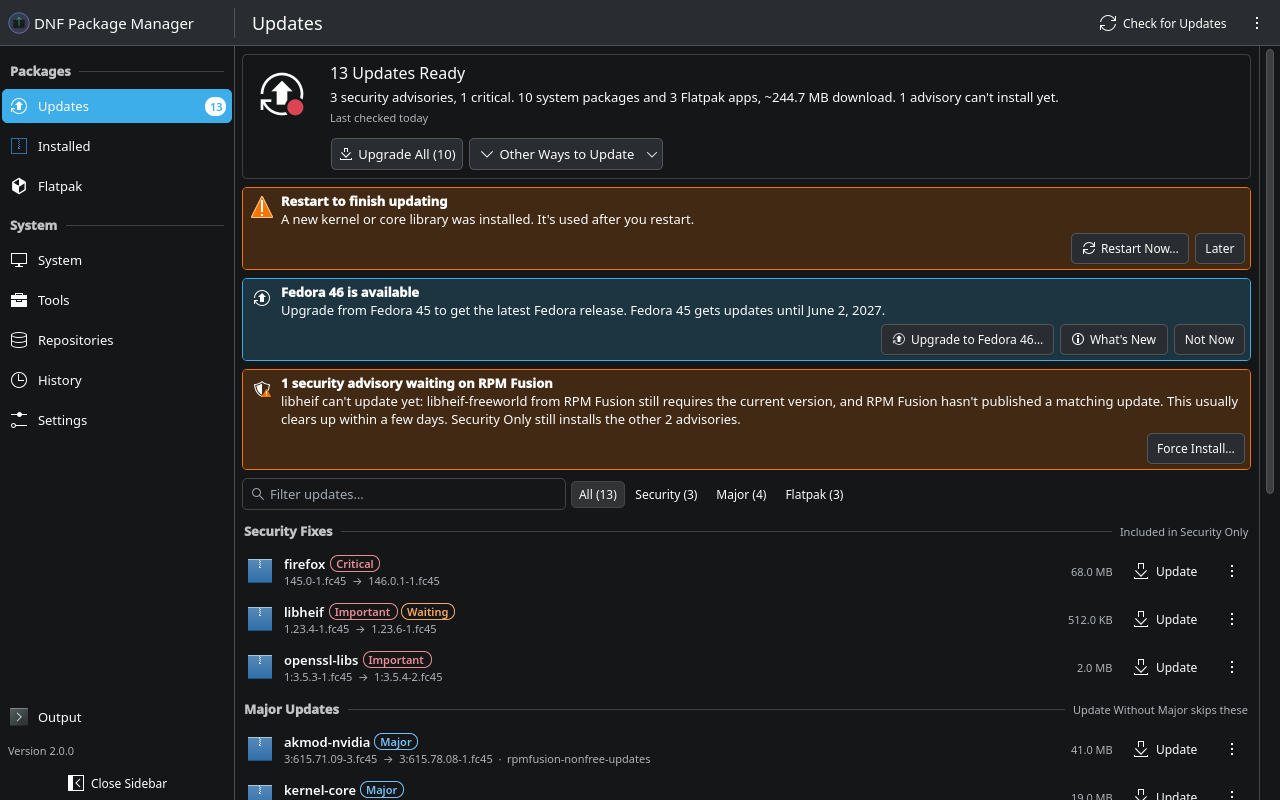 DNF Package Manager
Updates
Check for Updates
Packages
Updates
13
Installed
Flatpak
System
System
Tools
Repositories
History
Settings
Output
Version 2.0.0
Close Sidebar
13 Updates Ready
3 security advisories, 1 critical. 10 system packages and 3 Flatpak apps, ~244.7 MB download. 1 advisory can't install yet.
Last checked today
Upgrade All (10)
Other Ways to Update
Restart to finish updating
A new kernel or core library was installed. It's used after you restart.
Restart Now...
Later
Fedora 46 is available
Upgrade from Fedora 45 to get the latest Fedora release. Fedora 45 gets updates until June 2, 2027.
Upgrade to Fedora 46...
What's New
Not Now
1 security advisory waiting on RPM Fusion
libheif can't update yet: libheif-freeworld from RPM Fusion still requires the current version, and RPM Fusion hasn't published a matching update. This usually
clears up within a few days. Security Only still installs the other 2 advisories.
Force Install...
Filter updates...
All (13)
Security (3)
Major (4)
Flatpak (3)
Security Fixes
Included in Security Only
firefox Critical
145.0-1.fc45 → 146.0.1-1.fc45
68.0 MB
Update
libheif Important Waiting
1.23.4-1.fc45 → 1.23.6-1.fc45
512.0 KB
Update
openssl-libs Important
1:3.5.3-1.fc45 → 1:3.5.4-2.fc45
2.0 MB
Update
Major Updates
Update Without Major skips these
akmod-nvidia Major
3:615.71.09-3.fc45 → 3:615.78.08-1.fc45 · rpmfusion-nonfree-updates
41.0 MB
Update
kernel-core Major
19.0 MB
Update